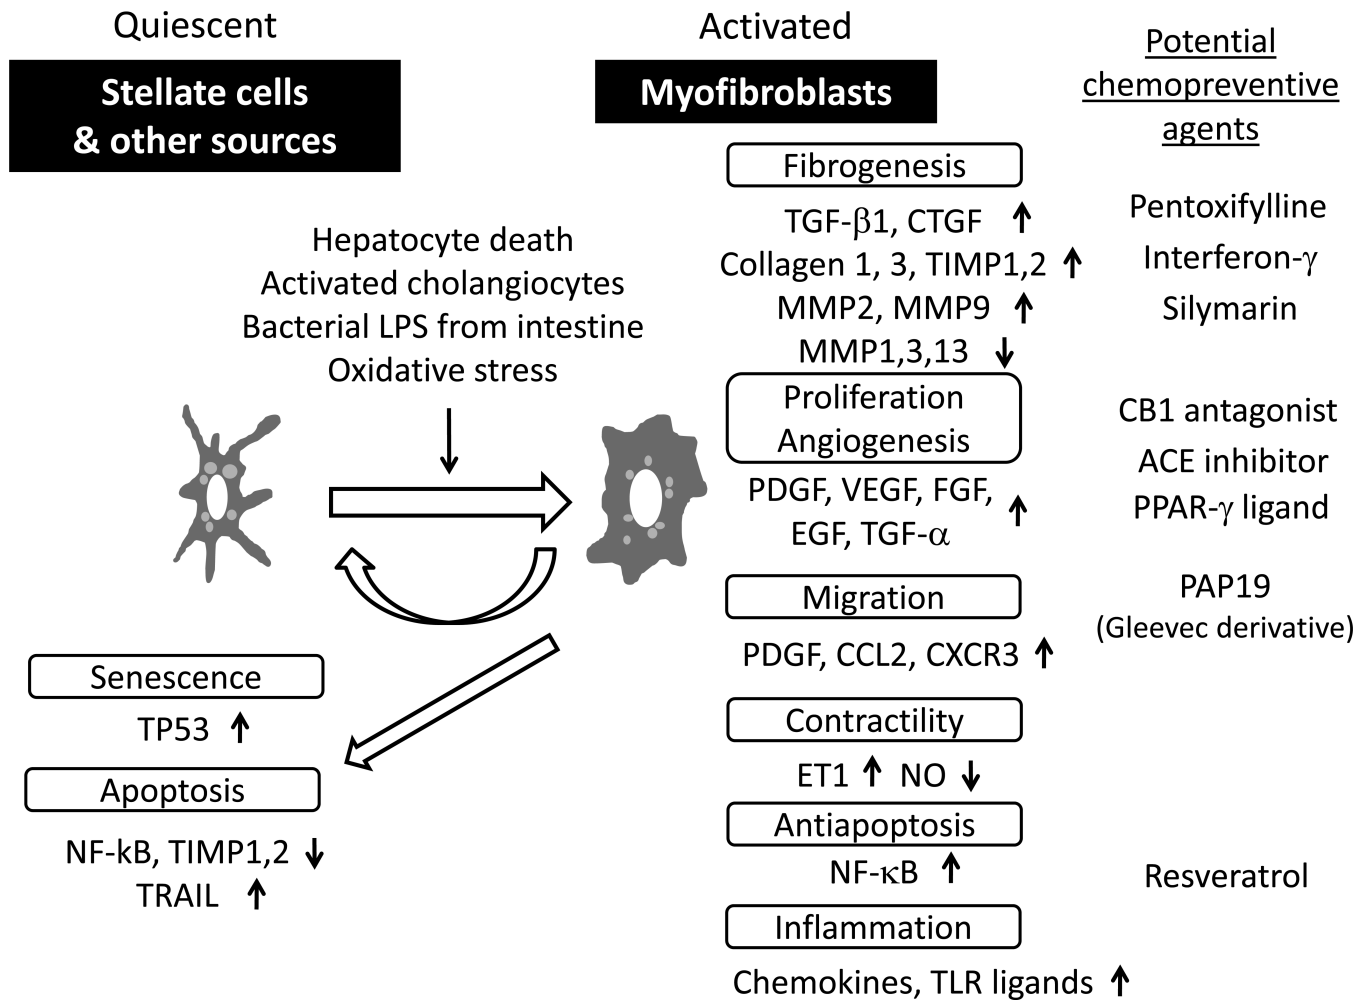 Quiescent
Stellate cells
& other sources
Hepatocyte death
Activated cholangiocytes
Bacterial LPS from intestine
Oxidative stress
Senescence
TP53 ↑
Apoptosis
NF-kB, TIMP1,2 ↓
TRAIL ↑
Activated
Myofibroblasts
Fibrogenesis
TGF-β1, CTGF ↑
Collagen 1, 3, TIMP1,2 ↑
MMP2, MMP9 ↑
MMP1,3,13 ↓
Proliferation
Angiogenesis
PDGF, VEGF, FGF,
EGF, TGF-α ↑
Migration
PDGF, CCL2, CXCR3 ↑
Contractility
ET1 ↑ NO ↓
Antiapoptosis
NF-κB ↑
Inflammation
Chemokines, TLR ligands ↑
Potential
chemopreventive
agents
Pentoxifylline
Interferon-γ
Silymarin
CB1 antagonist
ACE inhibitor
PPAR-γ ligand
PAP19
(Gleevec derivative)
Resveratrol